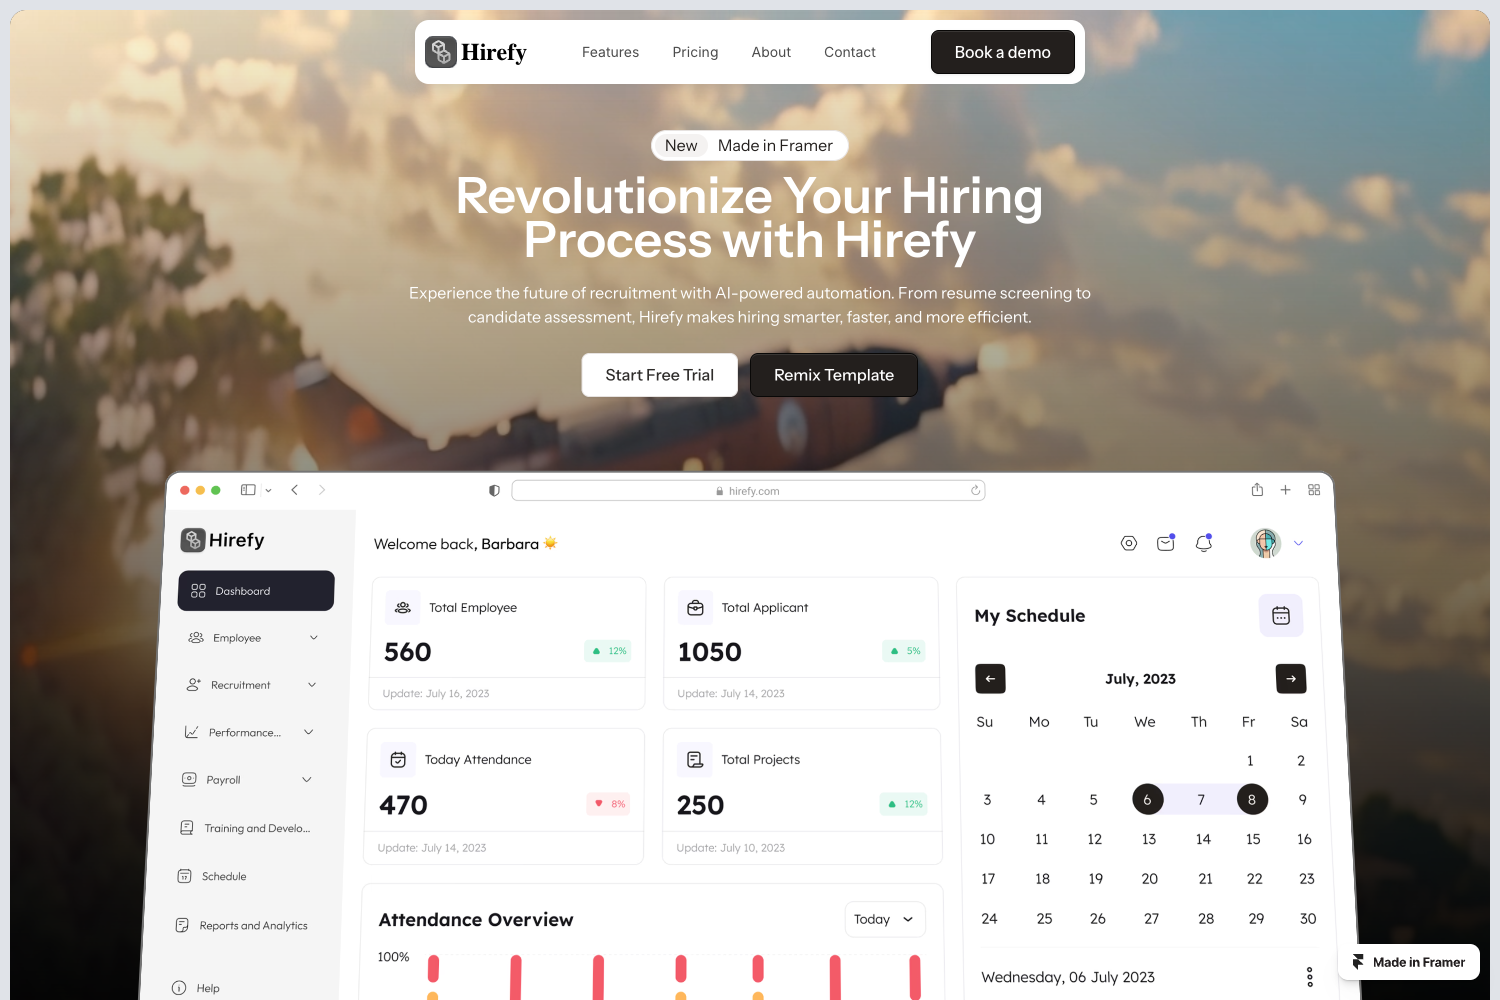 Hirefy
Features
Pricing
About
Contact
Book a demo
New
Made in Framer
Revolutionize Your Hiring
Process with Hirefy
Experience the future of recruitment with AI-powered automation. From resume screening to
candidate assessment, Hirefy makes hiring smarter, faster, and more efficient.
Start Free Trial
Remix Template
hirefy.com
Hirefy
Dashboard
Employee
Recruitment
Performance...
Payroll
Training and Develo...
17
Schedule
Reports and Analytics
Help
Welcome back, Barbara
Total Employee
560
12%
Update: July 16, 2023
Total Applicant
1050
5%
Update: July 14, 2023
Today Attendance
470
8%
Update: July 14, 2023
Total Projects
250
12%
Update: July 10, 2023
Attendance Overview
Today
100%
My Schedule
July, 2023
Su Mo Tu We Th Fr Sa
1 2
3 4 5 6 7 8 9
10 11 12 13 14 15 16
17 18 19 20 21 22 23
24 25 26 27 28 29 30
Wednesday, 06 July 2023
Made in Framer